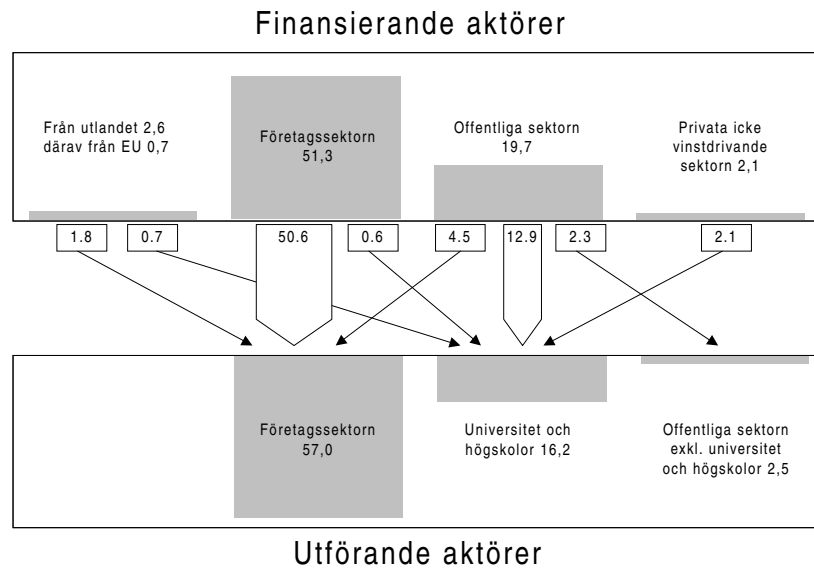 Finansierande aktörer
Från utlandet 2,6
därav från EU 0,7
Företagssektorn
51,3
Offentliga sektorn
19,7
Privata icke
vinstdrivande
sektorn 2,1
1.8
0.7
50.6
0.6
4.5
12.9
2.3
2.1
Företagssektorn
57,0
Universitet och
högskolor 16,2
Offentliga sektorn
exkl. universitet
och högskolor 2,5
Utförande aktörer